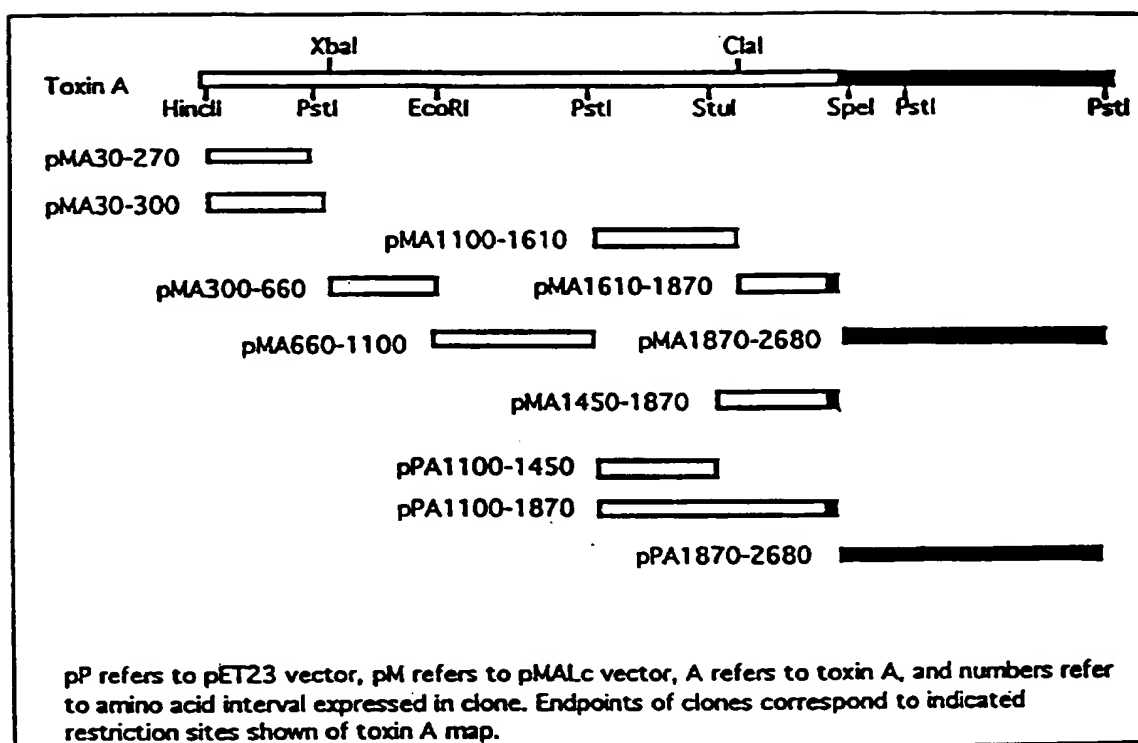 XbaI ClaI
Toxin A
HincII PstI EcoRI PstI StuI SpeI PstI PstI
pMA30-270
pMA30-300
pMA1100-1610
pMA300-660 pMA1610-1870
pMA660-1100 pMA1870-2680
pMA1450-1870
pPA1100-1450
pPA1100-1870
pPA1870-2680
pP refers to pET23 vector, pM refers to pMALc vector, A refers to toxin A, and numbers refer
to amino acid interval expressed in clone. Endpoints of clones correspond to indicated
restriction sites shown of toxin A map.